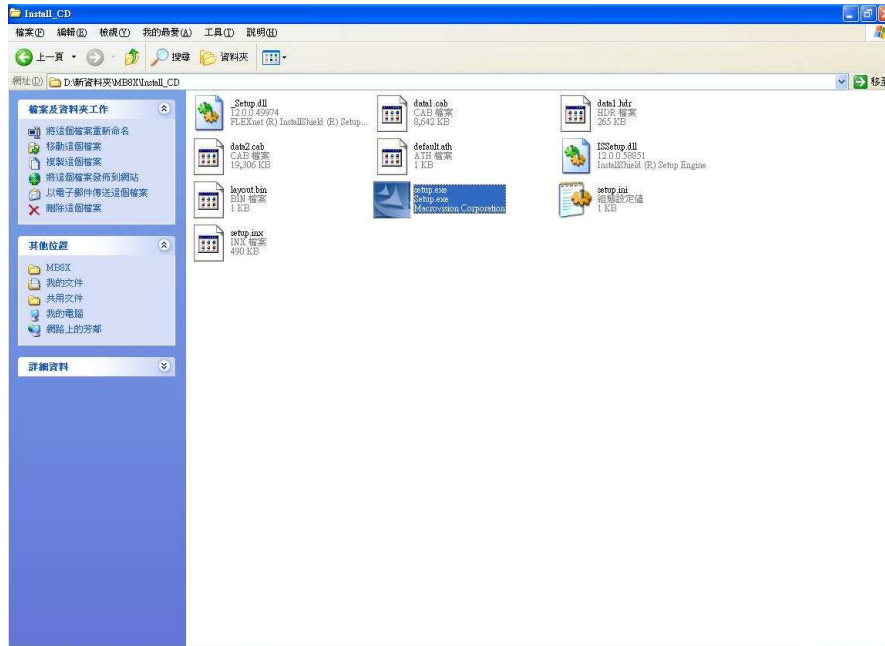 Install_CD
檔案(F) 編輯(E) 檢視(V) 我的最愛(A) 工具(T) 說明(H)
上一頁 搜尋 資料夾
網址(D) D:\新資料夾\MB8X\Install_CD 移至
檔案及資料夾工作
將這個檔案重新命名
移動這個檔案
複製這個檔案
將這個檔案發佈到網站
以電子郵件傳送這個檔案
刪除這個檔案
其他位置
MB8X
我的文件
共用文件
我的電腦
網路上的芳鄰
詳細資料
_Setup.dll
12.0.0.49974
FLEXnet (R) InstallShield (R) Setup...
data1.cab
CAB 檔案
8,642 KB
data1.hdr
HDR 檔案
265 KB
data2.cab
CAB 檔案
19,306 KB
default.ath
ATH 檔案
1 KB
ISSetup.dll
12.0.0.58851
InstallShield (R) Setup Engine
layout.bin
BIN 檔案
1 KB
setup.exe
Setup.exe
Macrovision Corporation
setup.ini
組態設定值
1 KB
setup.inx
INX 檔案
490 KB